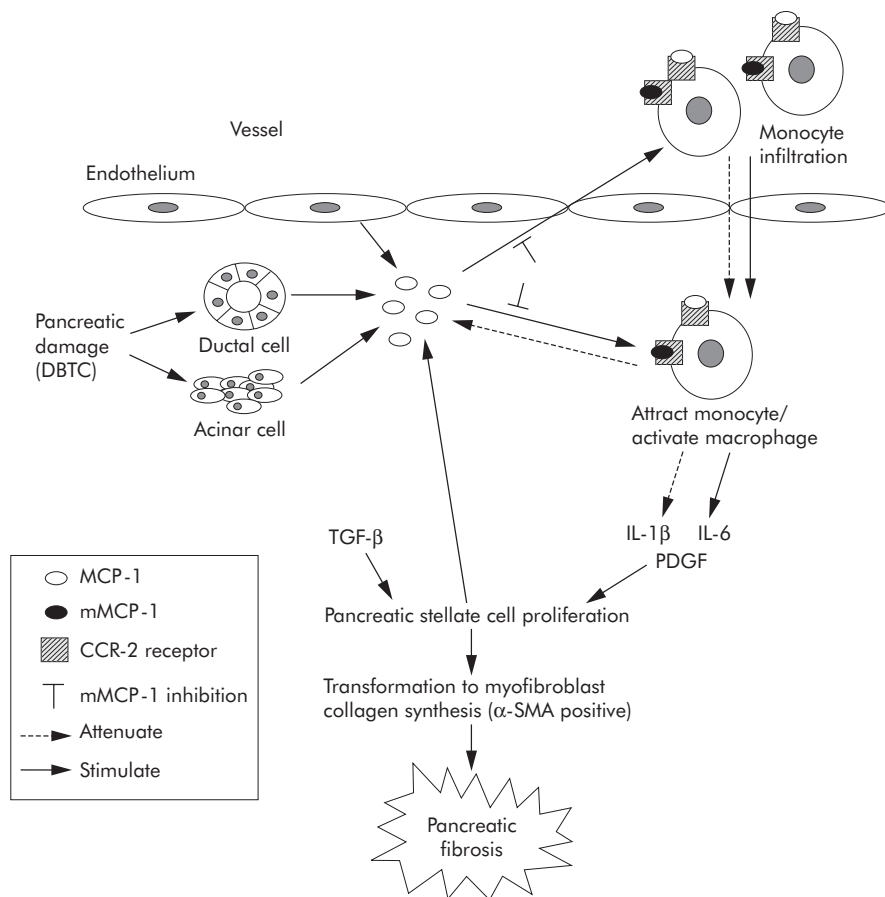 Vessel
Monocyte
infiltration
Endothelium
Pancreatic
damage
(DBTC)
Ductal cell
Acinar cell
Attract monocyte/
activate macrophage
IL-1β IL-6
PDGF
TGF-β
Pancreatic stellate cell proliferation
Transformation to myofibroblast
collagen synthesis (α-SMA positive)
Pancreatic
fibrosis
MCP-1
mMCP-1
CCR-2 receptor
mMCP-1 inhibition
Attenuate
Stimulate